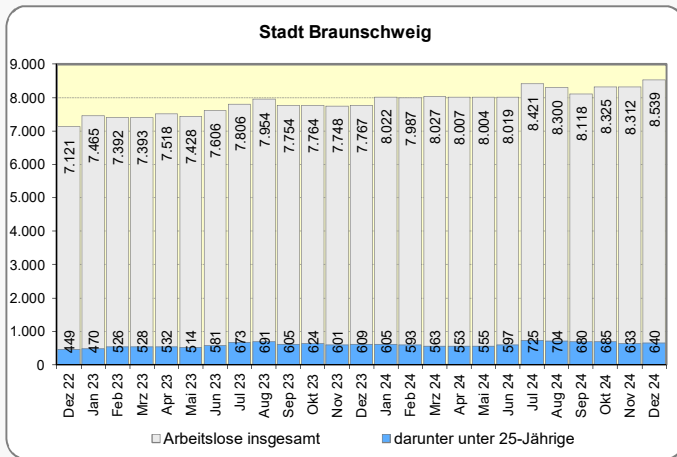 Stadt Braunschweig
9.000
8.000
7.000
6.000
5.000
4.000
3.000
2.000
1.000
0
7.121 7.465 7.392 7.393 7.518 7.428 7.606 7.806 7.954 7.754 7.764 7.748 7.767 8.022 7.987 8.027 8.007 8.004 8.019 8.421 8.300 8.118 8.325 8.312 8.539
449 470 526 528 532 514 581 673 691 605 624 601 609 605 593 563 553 555 597 725 704 680 685 633 640
Dez 22 Jan 23 Feb 23 Mrz 23 Apr 23 Mai 23 Jun 23 Jul 23 Aug 23 Sep 23 Okt 23 Nov 23 Dez 23 Jan 24 Feb 24 Mrz 24 Apr 24 Mai 24 Jun 24 Jul 24 Aug 24 Sep 24 Okt 24 Nov 24 Dez 24
Arbeitslose insgesamt darunter unter 25-Jährige